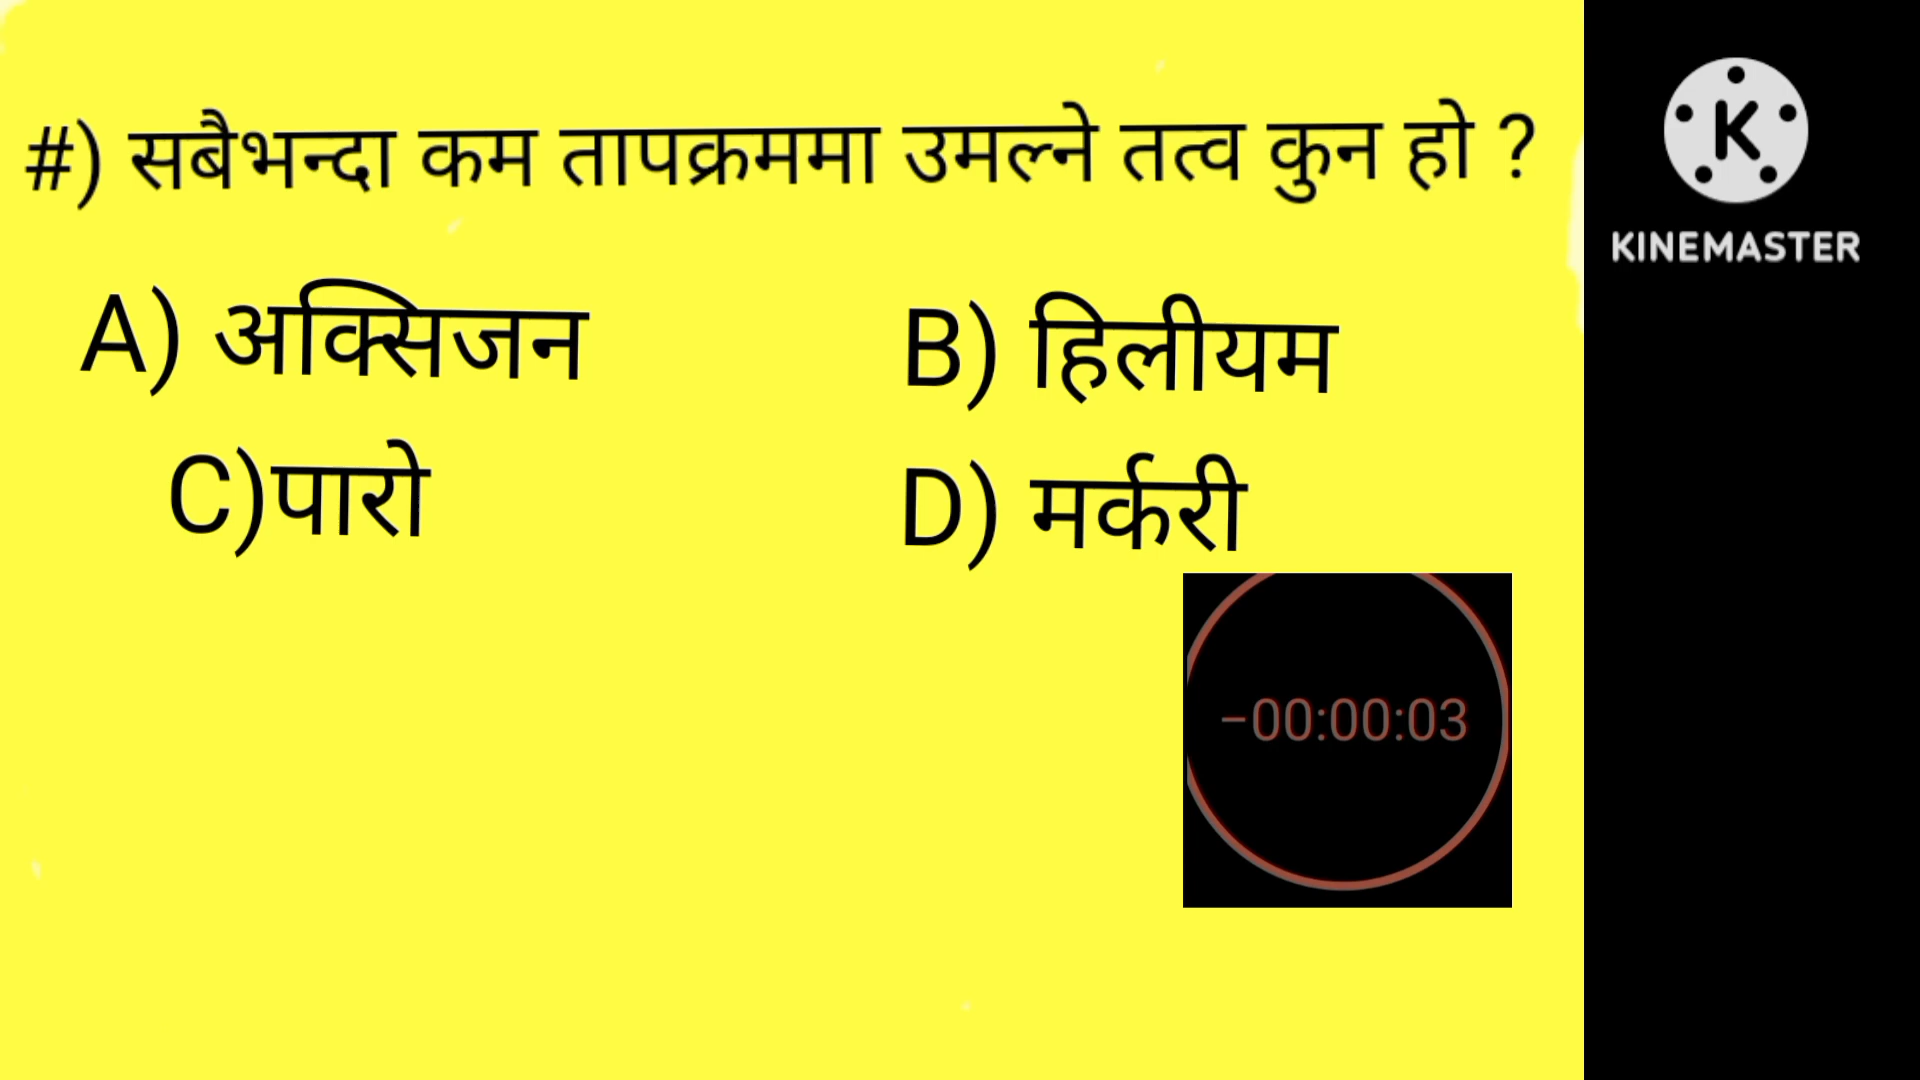 #) सबैभन्दा कम तापक्रममा उमल्ने तत्व कुन हो ?
A) अक्सिजन B) हिलीयम
C)पारो D) मर्करी
−00:00:03
K
KINEMASTER